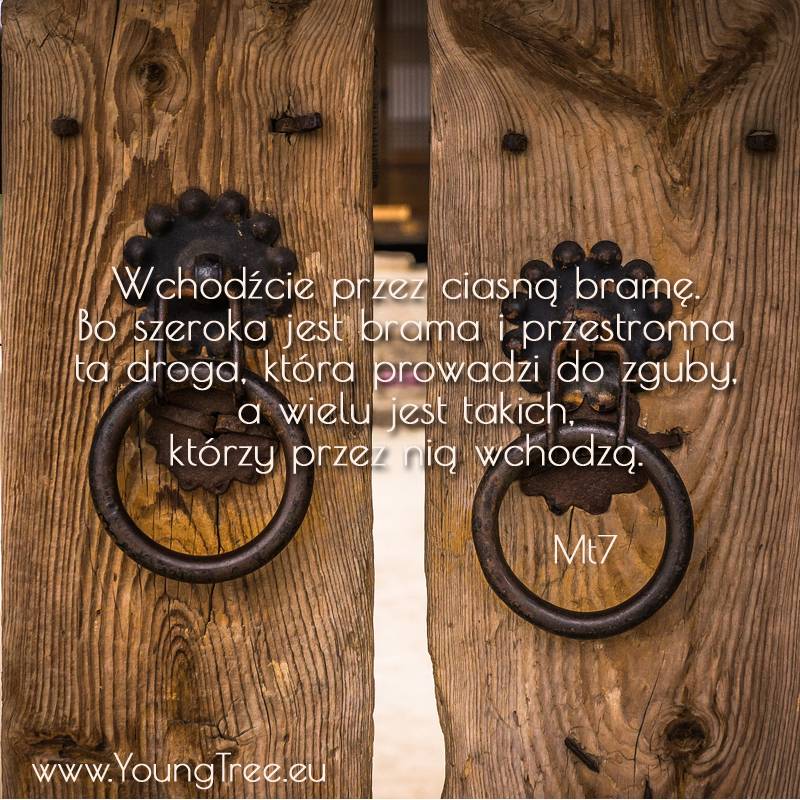 Wchodźcie przez ciasną bramę.
Bo szeroka jest brama i przestronna
ta droga, która prowadzi do zguby,
a wielu jest takich,
którzy przez nią wchodzą.
Mt7
www.YoungTree.eu